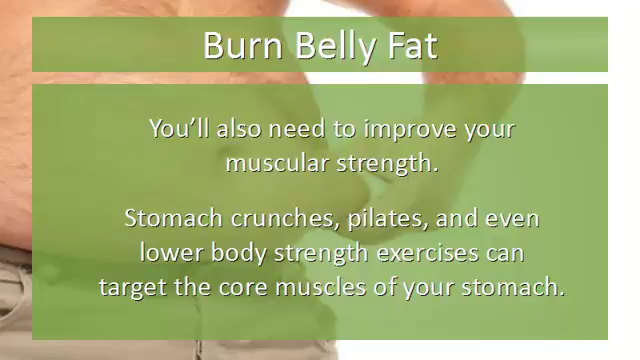 Burn Belly Fat
You'll also need to improve your
muscular strength.
Stomach crunches, pilates, and even
lower body strength exercises can
target the core muscles of your stomach.